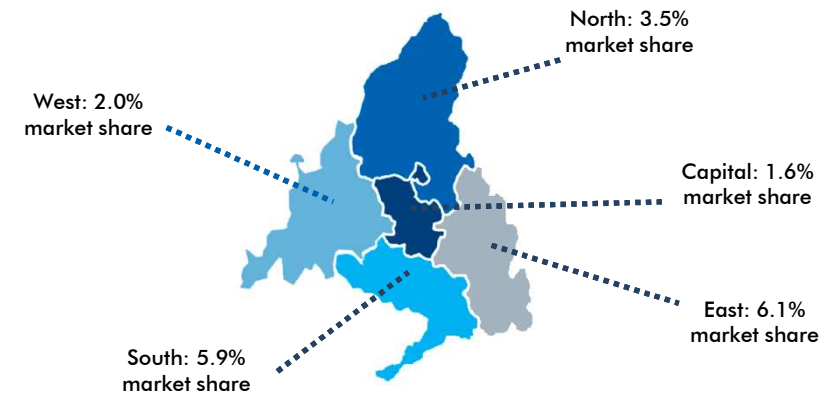 North: 3.5%
market share
West: 2.0%
market share
Capital: 1.6%
market share
East: 6.1%
market share
South: 5.9%
market share